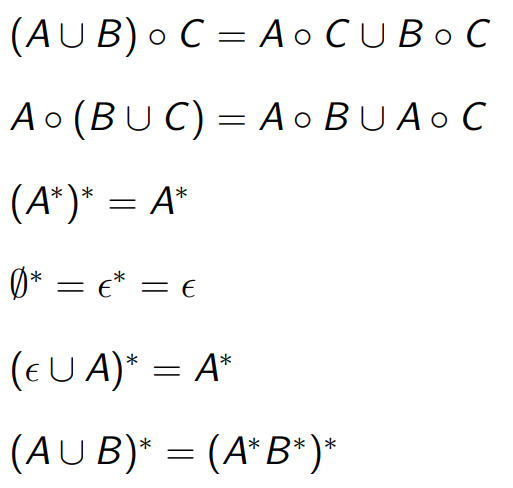 (A ∪ B) ∘ C = A ∘ C ∪ B ∘ C
A ∘ (B ∪ C) = A ∘ B ∪ A ∘ C
(A*)* = A*
∅* = ϵ* = ϵ
(ϵ ∪ A)* = A*
(A ∪ B)* = (A*B*)*